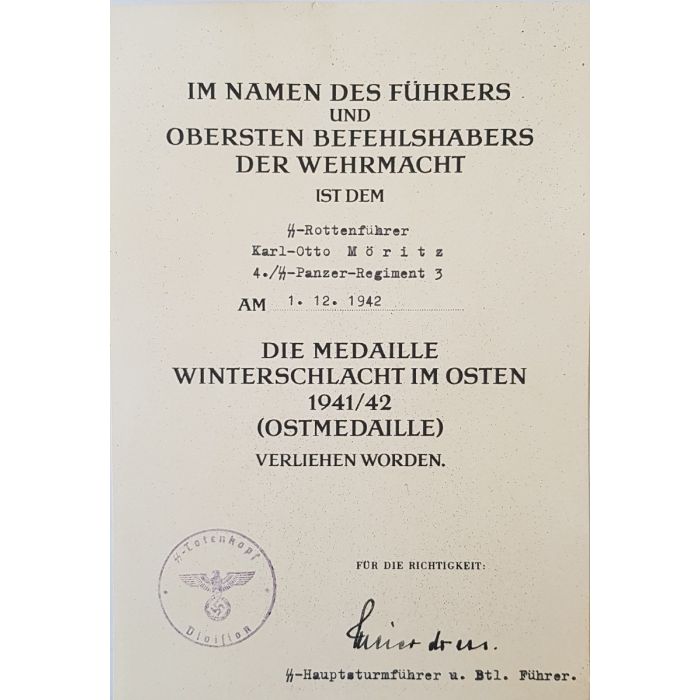 IM NAMEN DES FÜHRERS
UND
OBERSTEN BEFEHLSHABERS
DER WEHRMACHT
IST DEM
ᛋᛋ-Rottenführer
Karl-Otto M ö r i t z
4./ᛋᛋ-Panzer-Regiment 3
AM 1. 12. 1942
DIE MEDAILLE
WINTERSCHLACHT IM OSTEN
1941/42
(OSTMEDAILLE)
VERLIEHEN WORDEN.
ᛋᛋ-Totenkopf
Division
FÜR DIE RICHTIGKEIT:
ᛋᛋ-Hauptsturmführer u. Btl. Führer.